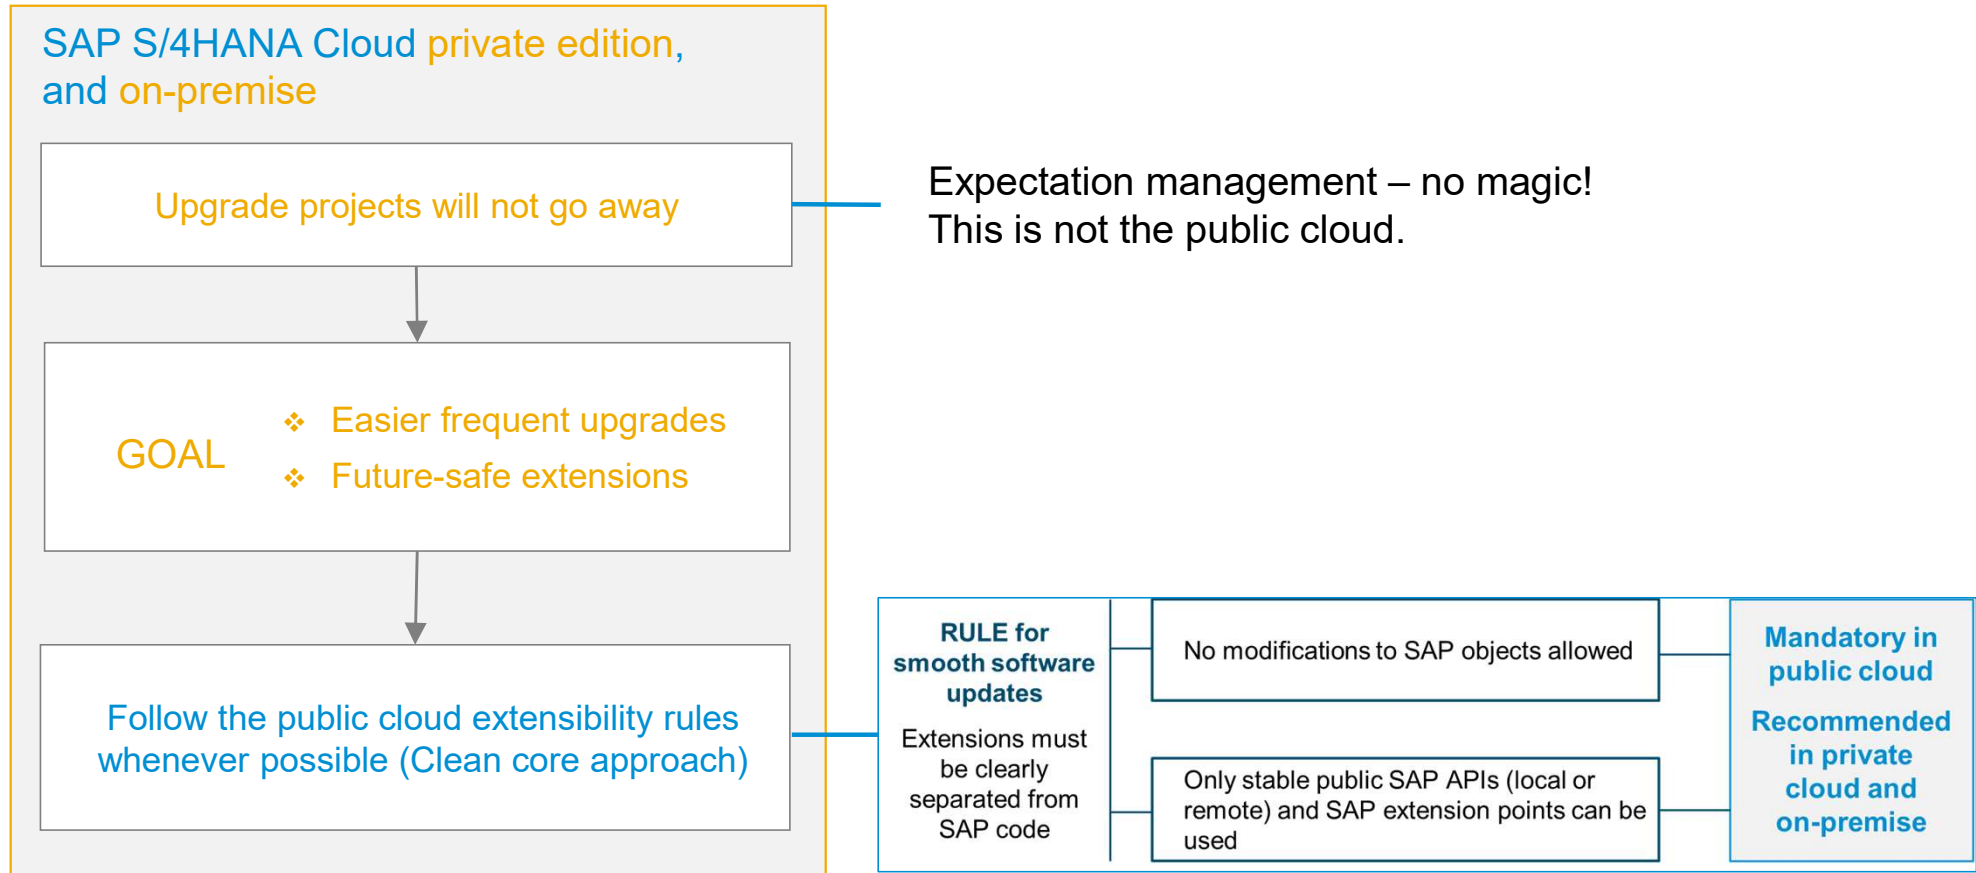 SAP S/4HANA Cloud private edition,
and on-premise
Upgrade projects will not go away
Expectation management – no magic!
This is not the public cloud.
GOAL
❖ Easier frequent upgrades
❖ Future-safe extensions
Follow the public cloud extensibility rules
whenever possible (Clean core approach)
RULE for
smooth software
updates
Extensions must
be clearly
separated from
SAP code
No modifications to SAP objects allowed
Only stable public SAP APIs (local or
remote) and SAP extension points can be
used
Mandatory in
public cloud
Recommended
in private
cloud and
on-premise